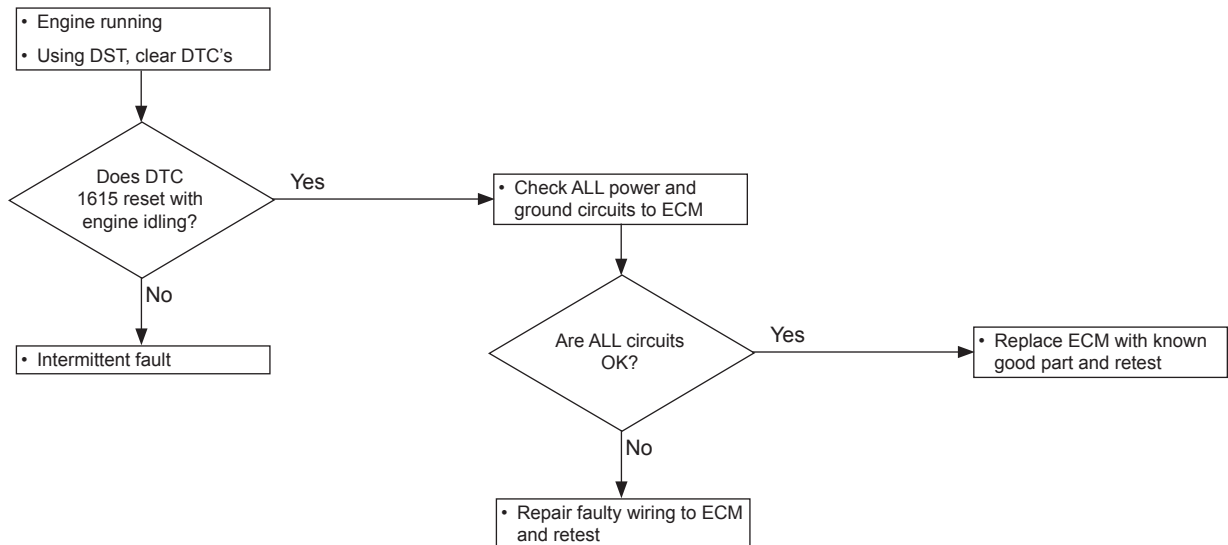 • Engine running
• Using DST, clear DTC's
Does DTC
1615 reset with
engine idling?
Yes
• Check ALL power and
ground circuits to ECM
No
• Intermittent fault
Are ALL circuits
OK?
Yes
• Replace ECM with known
good part and retest
No
• Repair faulty wiring to ECM
and retest